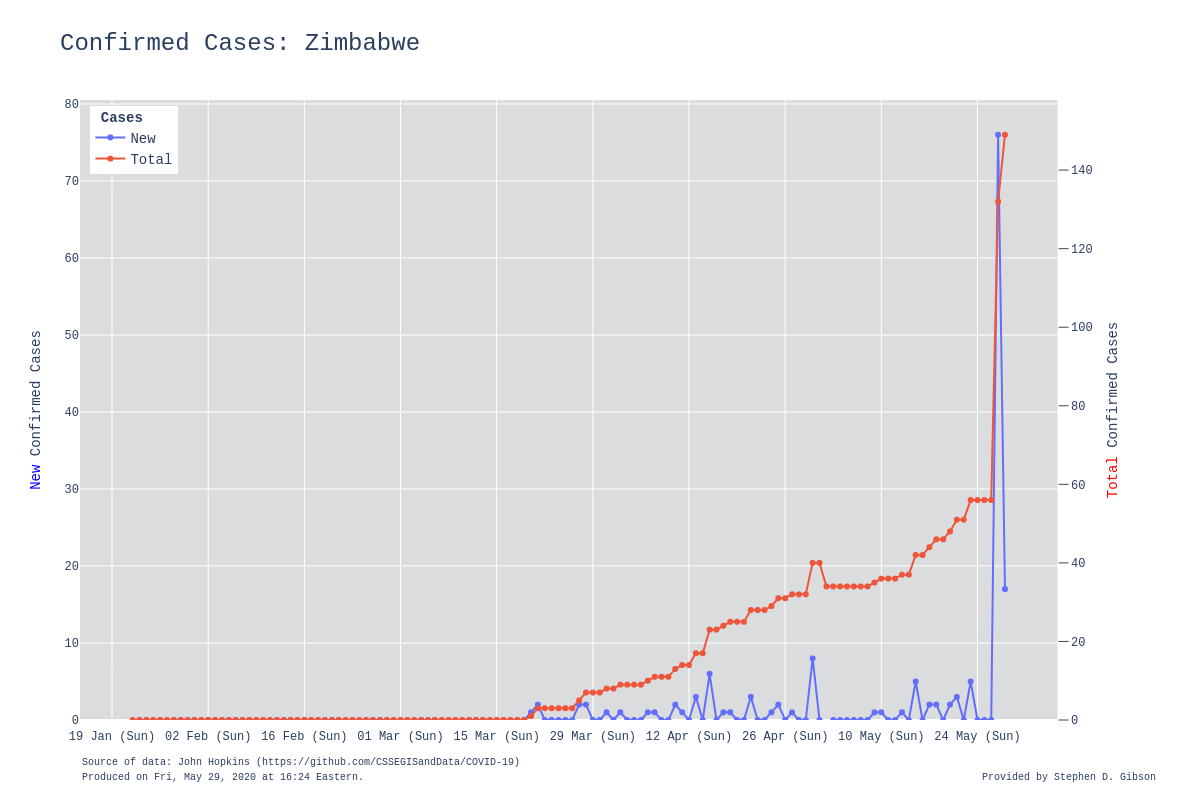 Confirmed Cases: Zimbabwe
Cases
New
Total
80
70
60
50
40
30
20
10
0
140
120
100
80
60
40
20
0
New Confirmed Cases
Total Confirmed Cases
19 Jan (Sun) 02 Feb (Sun) 16 Feb (Sun) 01 Mar (Sun) 15 Mar (Sun) 29 Mar (Sun) 12 Apr (Sun) 26 Apr (Sun) 10 May (Sun) 24 May (Sun)
Source of data: John Hopkins (https://github.com/CSSEGISandData/COVID-19)
Produced on Fri, May 29, 2020 at 16:24 Eastern.
Provided by Stephen D. Gibson